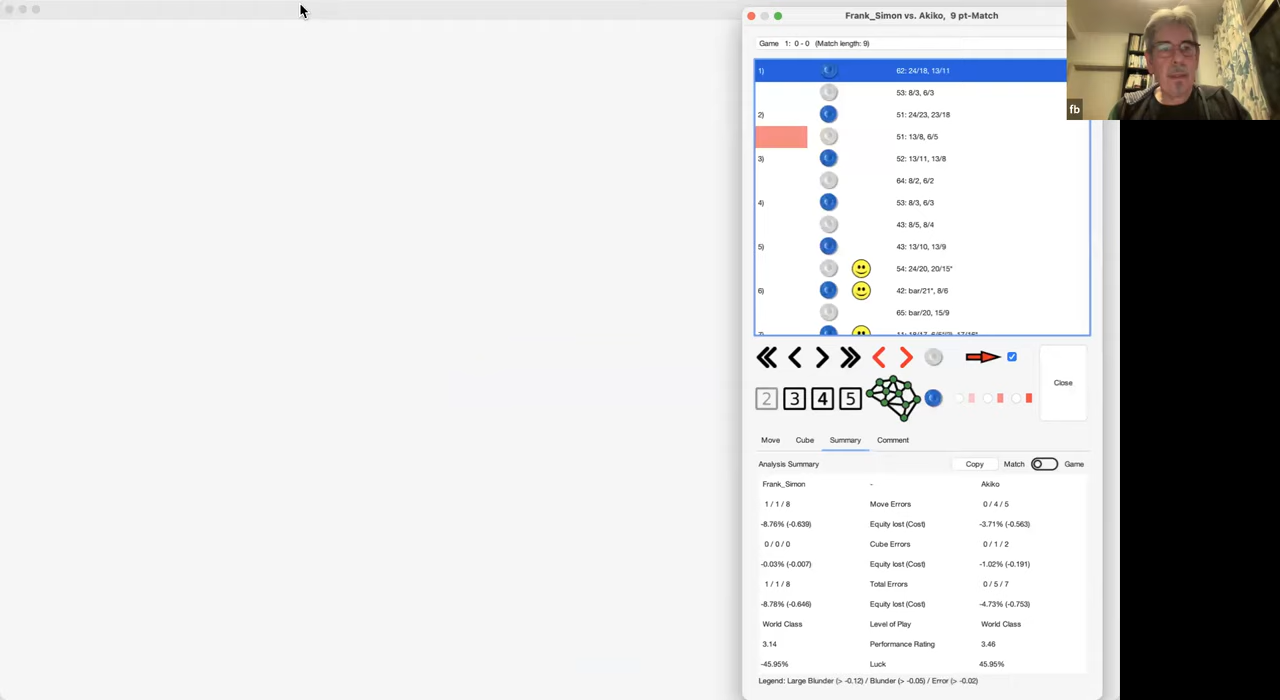 Frank_Simon vs. Akiko, 9 pt-Match
Game 1: 0 - 0 (Match length: 9)
fb
1) 62: 24/18, 13/11
53: 8/3, 6/3
2) 51: 24/23, 23/18
51: 13/8, 6/5
3) 52: 13/11, 13/8
64: 8/2, 6/2
4) 53: 8/3, 6/3
43: 8/5, 8/4
5) 43: 13/10, 13/9
54: 24/20, 20/15*
6) 42: bar/21*, 8/6
65: bar/20, 15/9
2 3 4 5
Close
Move Cube Summary Comment
Analysis Summary Copy Match Game
Frank_Simon - Akiko
1 / 1 / 8 Move Errors 0 / 4 / 5
-8.76% (-0.639) Equity lost (Cost) -3.71% (-0.563)
0 / 0 / 0 Cube Errors 0 / 1 / 2
-0.03% (-0.007) Equity lost (Cost) -1.02% (-0.191)
1 / 1 / 8 Total Errors 0 / 5 / 7
-8.78% (-0.646) Equity lost (Cost) -4.73% (-0.753)
World Class Level of Play World Class
3.14 Performance Rating 3.46
-45.95% Luck 45.95%
Legend: Large Blunder (> -0.12) / Blunder (> -0.05) / Error (> -0.02)